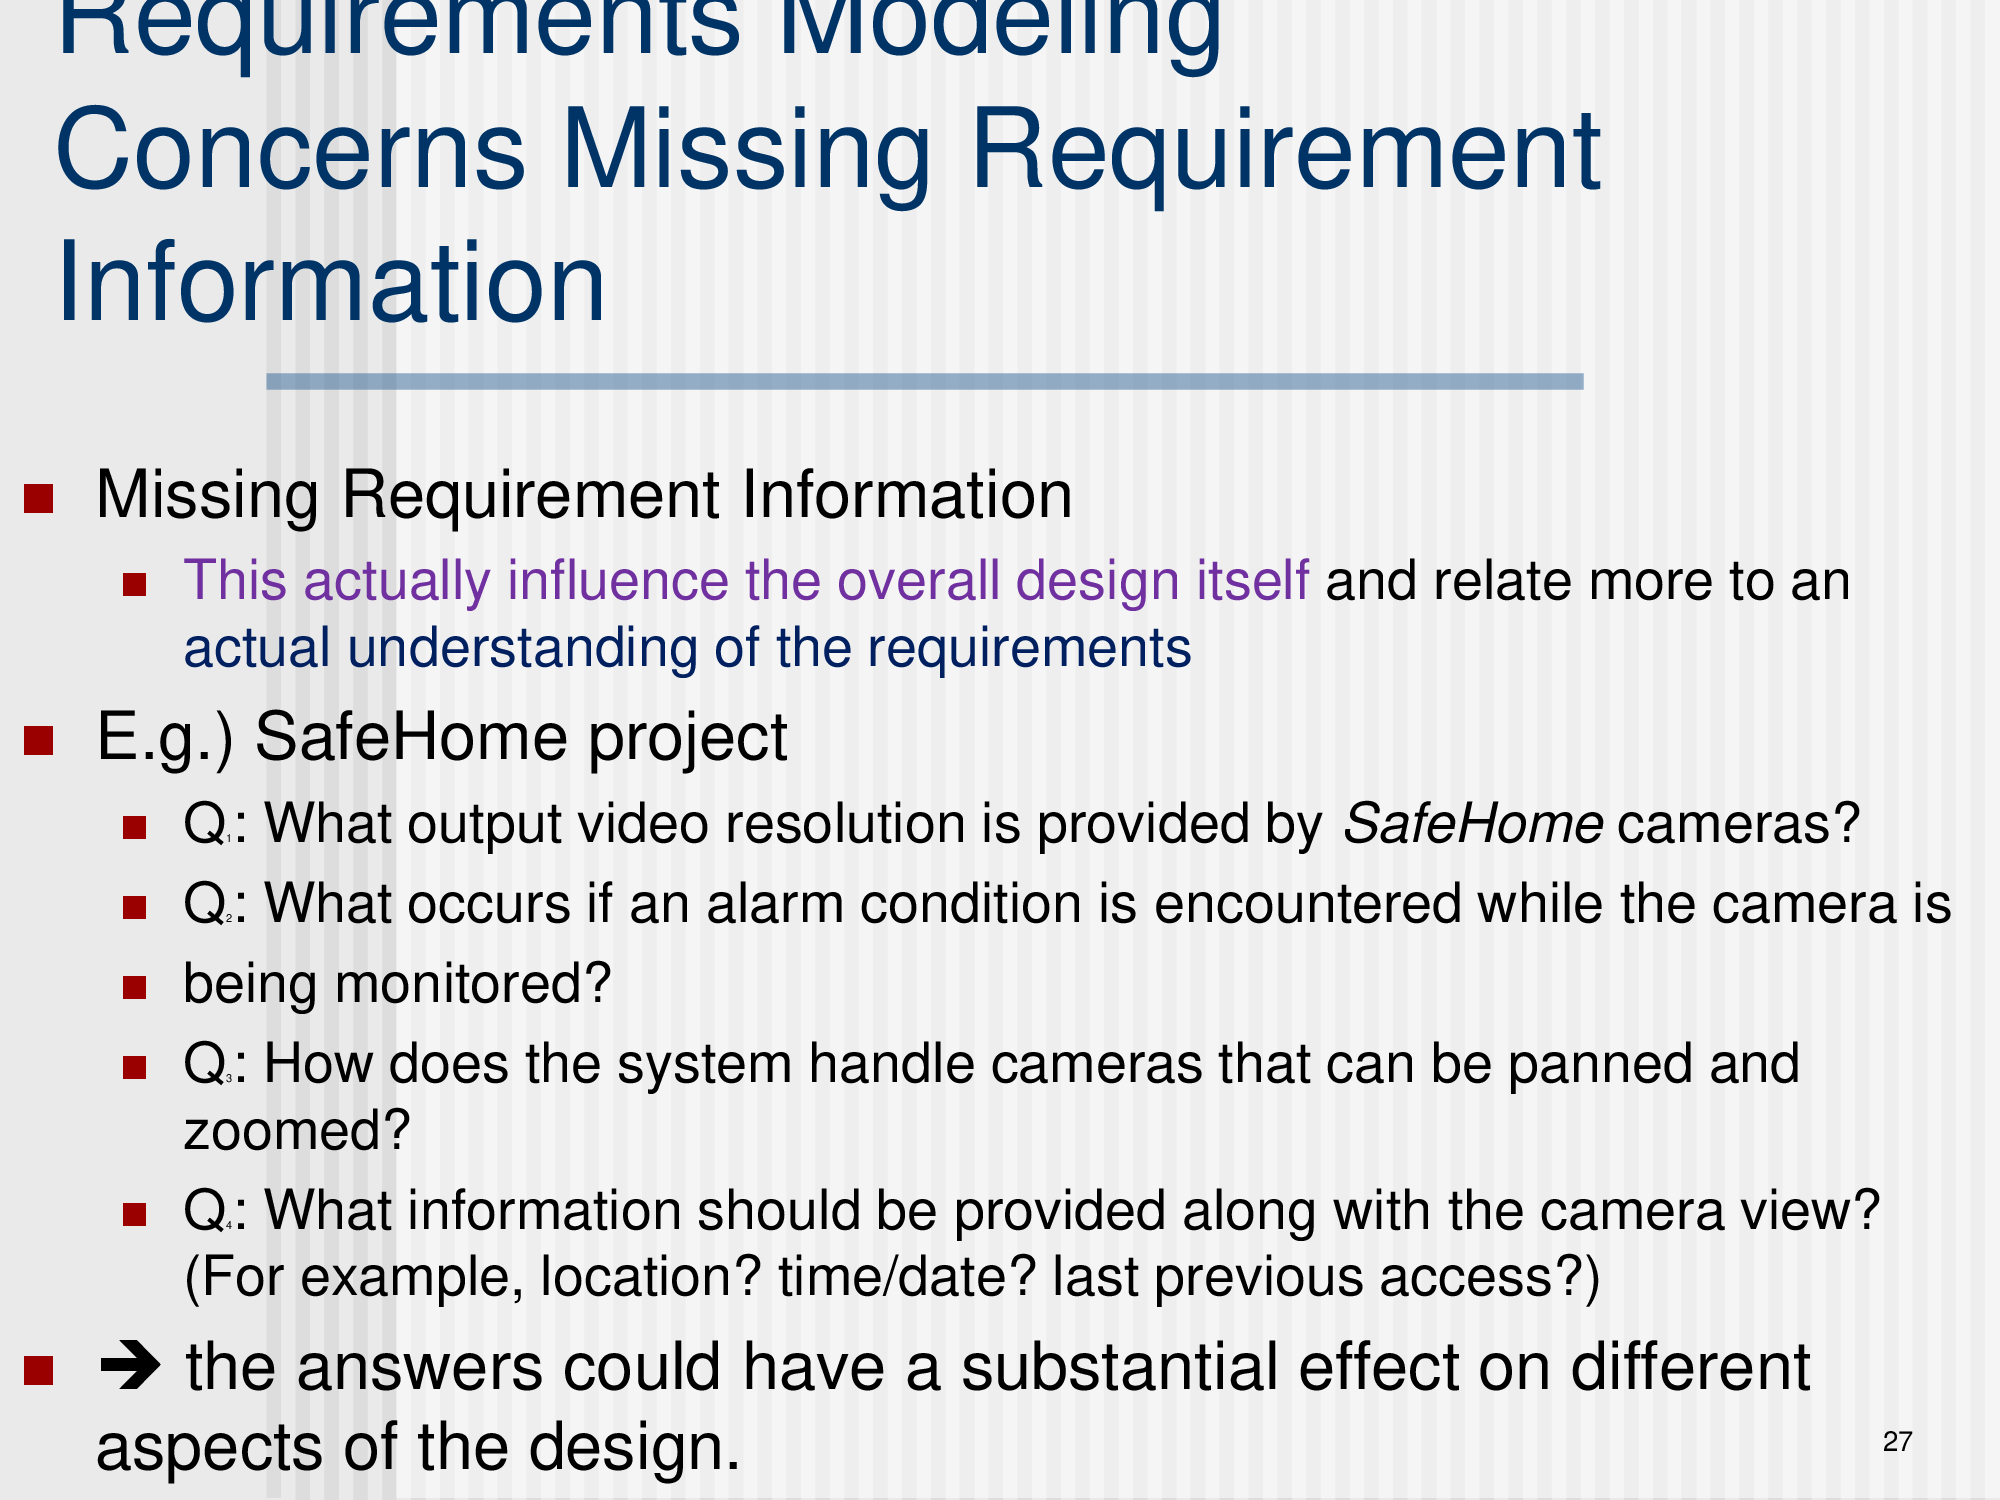 Requirements Modeling
Concerns Missing Requirement
Information
Missing Requirement Information
This actually influence the overall design itself and relate more to an
actual understanding of the requirements
E.g.) SafeHome project
Q1: What output video resolution is provided by SafeHome cameras?
Q2: What occurs if an alarm condition is encountered while the camera is
being monitored?
Q3: How does the system handle cameras that can be panned and
zoomed?
Q4: What information should be provided along with the camera view?
(For example, location? time/date? last previous access?)
➔ the answers could have a substantial effect on different
aspects of the design.
27